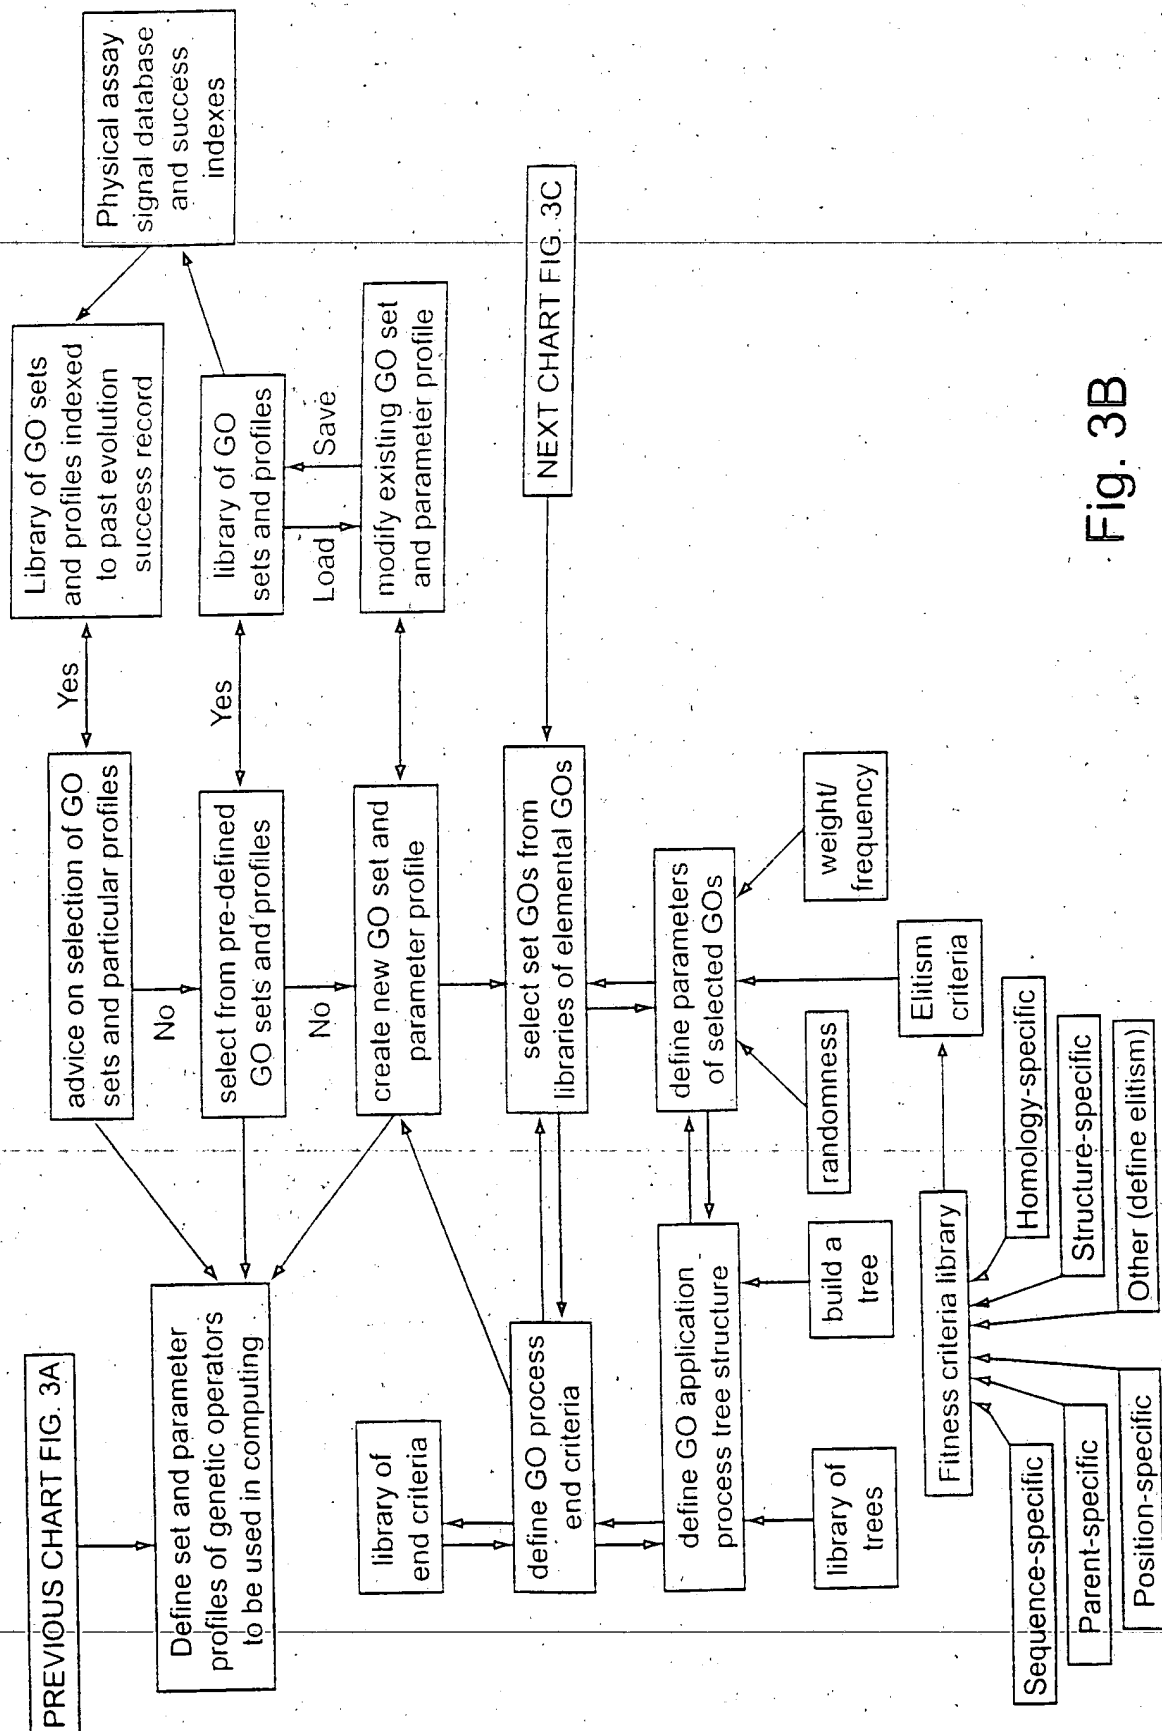 PREVIOUS CHART FIG. 3A
Define set and parameter
profiles of genetic operators
to be used in computing
advice on selection of GO
sets and particular profiles
Yes
Library of GO sets
and profiles indexed
to past evolution
success record
Physical assay
signal database
and success
indexes
No
select from pre-defined
GO sets and profiles
Yes
library of GO
sets and profiles
Load
Save
No
create new GO set and
parameter profile
modify existing GO set
and parameter profile
library of
end criteria
define GO process
end criteria
select set GOs from
libraries of elemental GOs
NEXT CHART FIG. 3C
define GO application
process tree structure
define parameters
of selected GOs
library of
trees
build a
tree
randomness
weight/
frequency
Fitness criteria library
Elitism
criteria
Sequence-specific
Parent-specific
Position-specific
Homology-specific
Structure-specific
Other (define elitism)
Fig. 3B